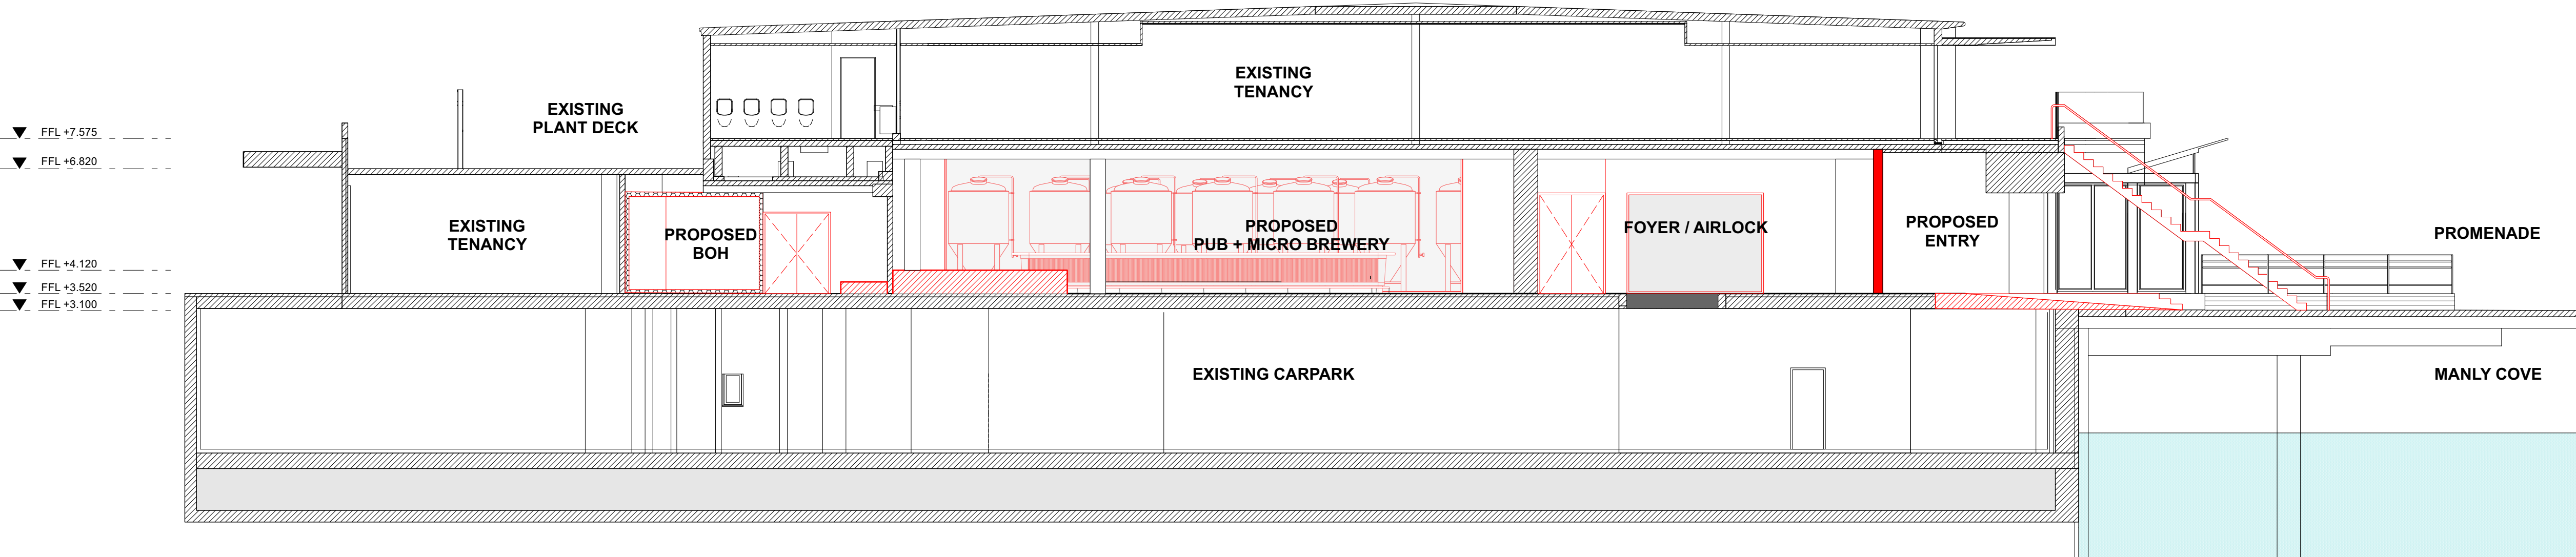 EXISTING
TENANCY
EXISTING
PLANT DECK
FFL +7.575
FFL +6.820
EXISTING
TENANCY
PROPOSED
BOH
PROPOSED
PUB + MICRO BREWERY
FOYER / AIRLOCK
PROPOSED
ENTRY
PROMENADE
FFL +4.120
FFL +3.520
FFL +3.100
EXISTING CARPARK
MANLY COVE